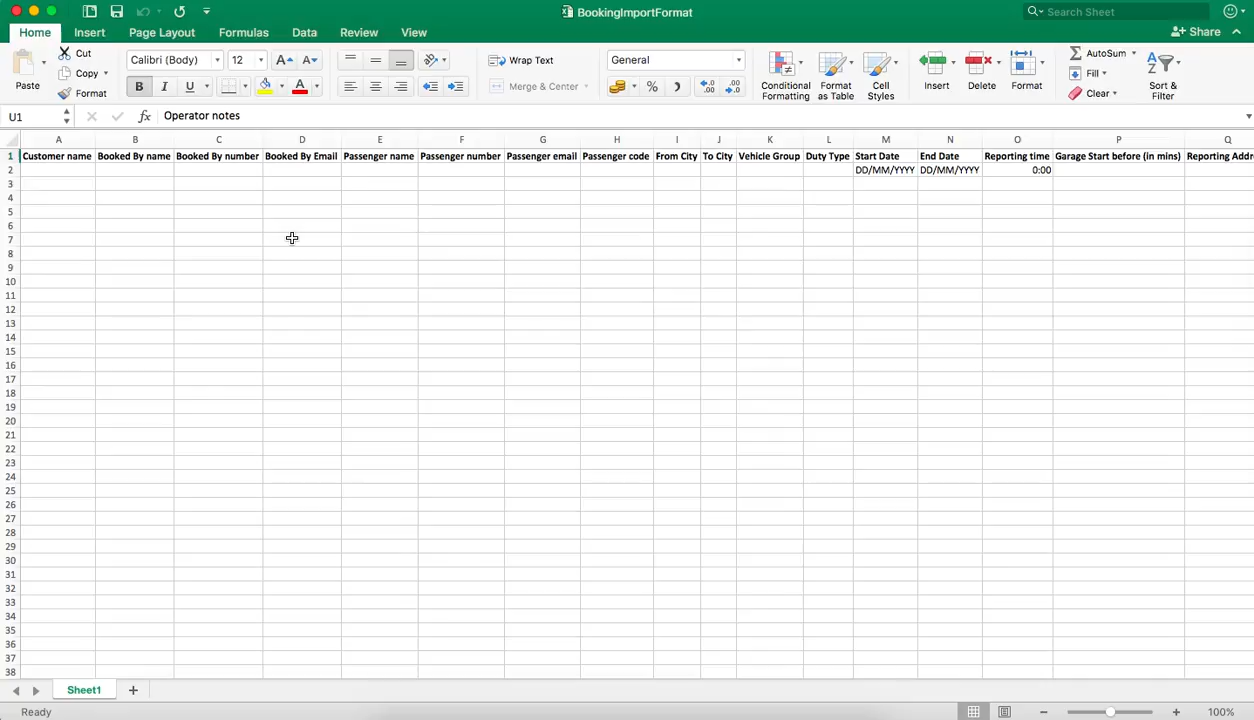 BookingImportFormat
Search Sheet
Home Insert Page Layout Formulas Data Review View
Share
Paste
Cut
Copy
Format
Calibri (Body) 12 A A
B I U A
Wrap Text
Merge & Center
General
%
Conditional Formatting
Format as Table
Cell Styles
Insert
Delete
Format
AutoSum
Fill
Clear
Sort & Filter
U1 fx Operator notes
A B C D E F G H I J K L M N O P Q
1 Customer name Booked By name Booked By number Booked By Email Passenger name Passenger number Passenger email Passenger code From City To City Vehicle Group Duty Type Start Date End Date Reporting time Garage Start before (in mins) Reporting Addre
2 DD/MM/YYYY DD/MM/YYYY 0:00
3
4
5
6
7
8
9
10
11
12
13
14
15
16
17
18
19
20
21
22
23
24
25
26
27
28
29
30
31
32
33
34
35
36
37
38
Sheet1
Ready
100%